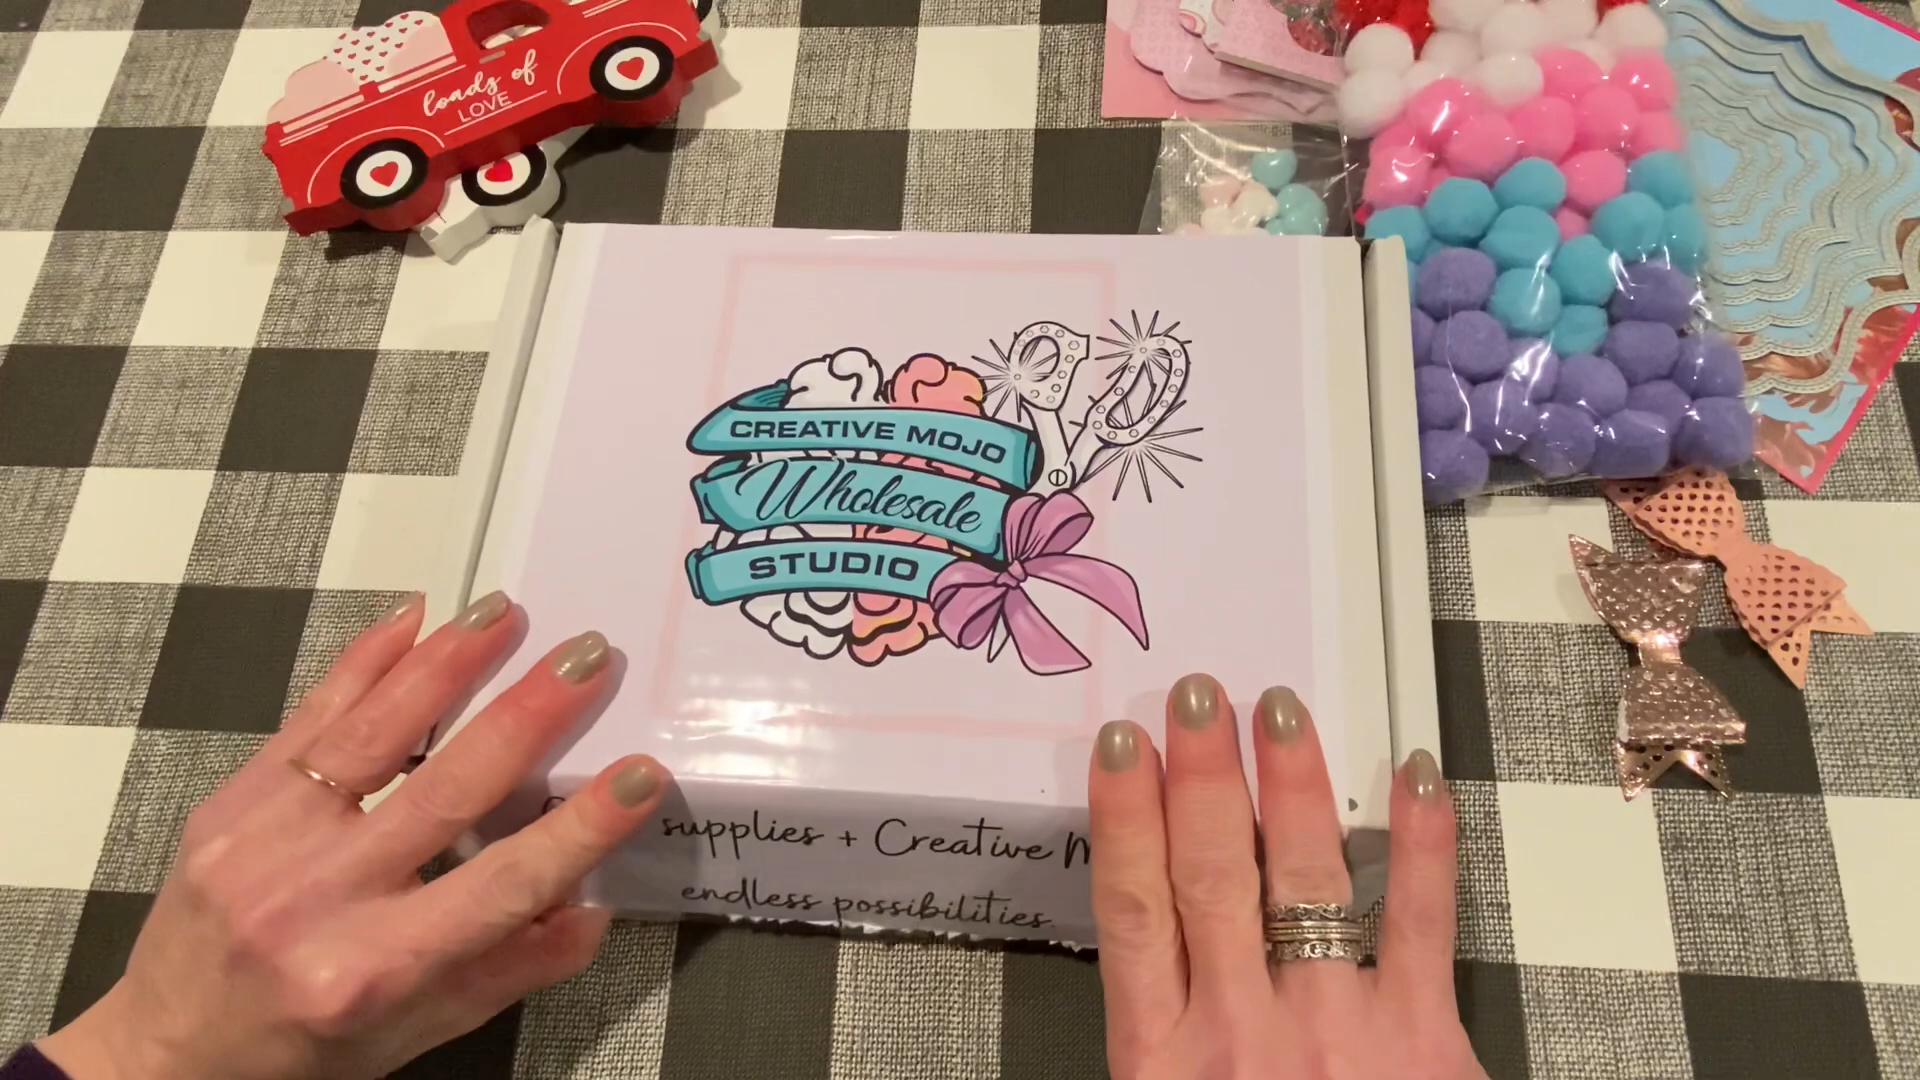 loads of
LOVE
CREATIVE MOJO
Wholesale
STUDIO
supplies + Creative
endless possibilities.